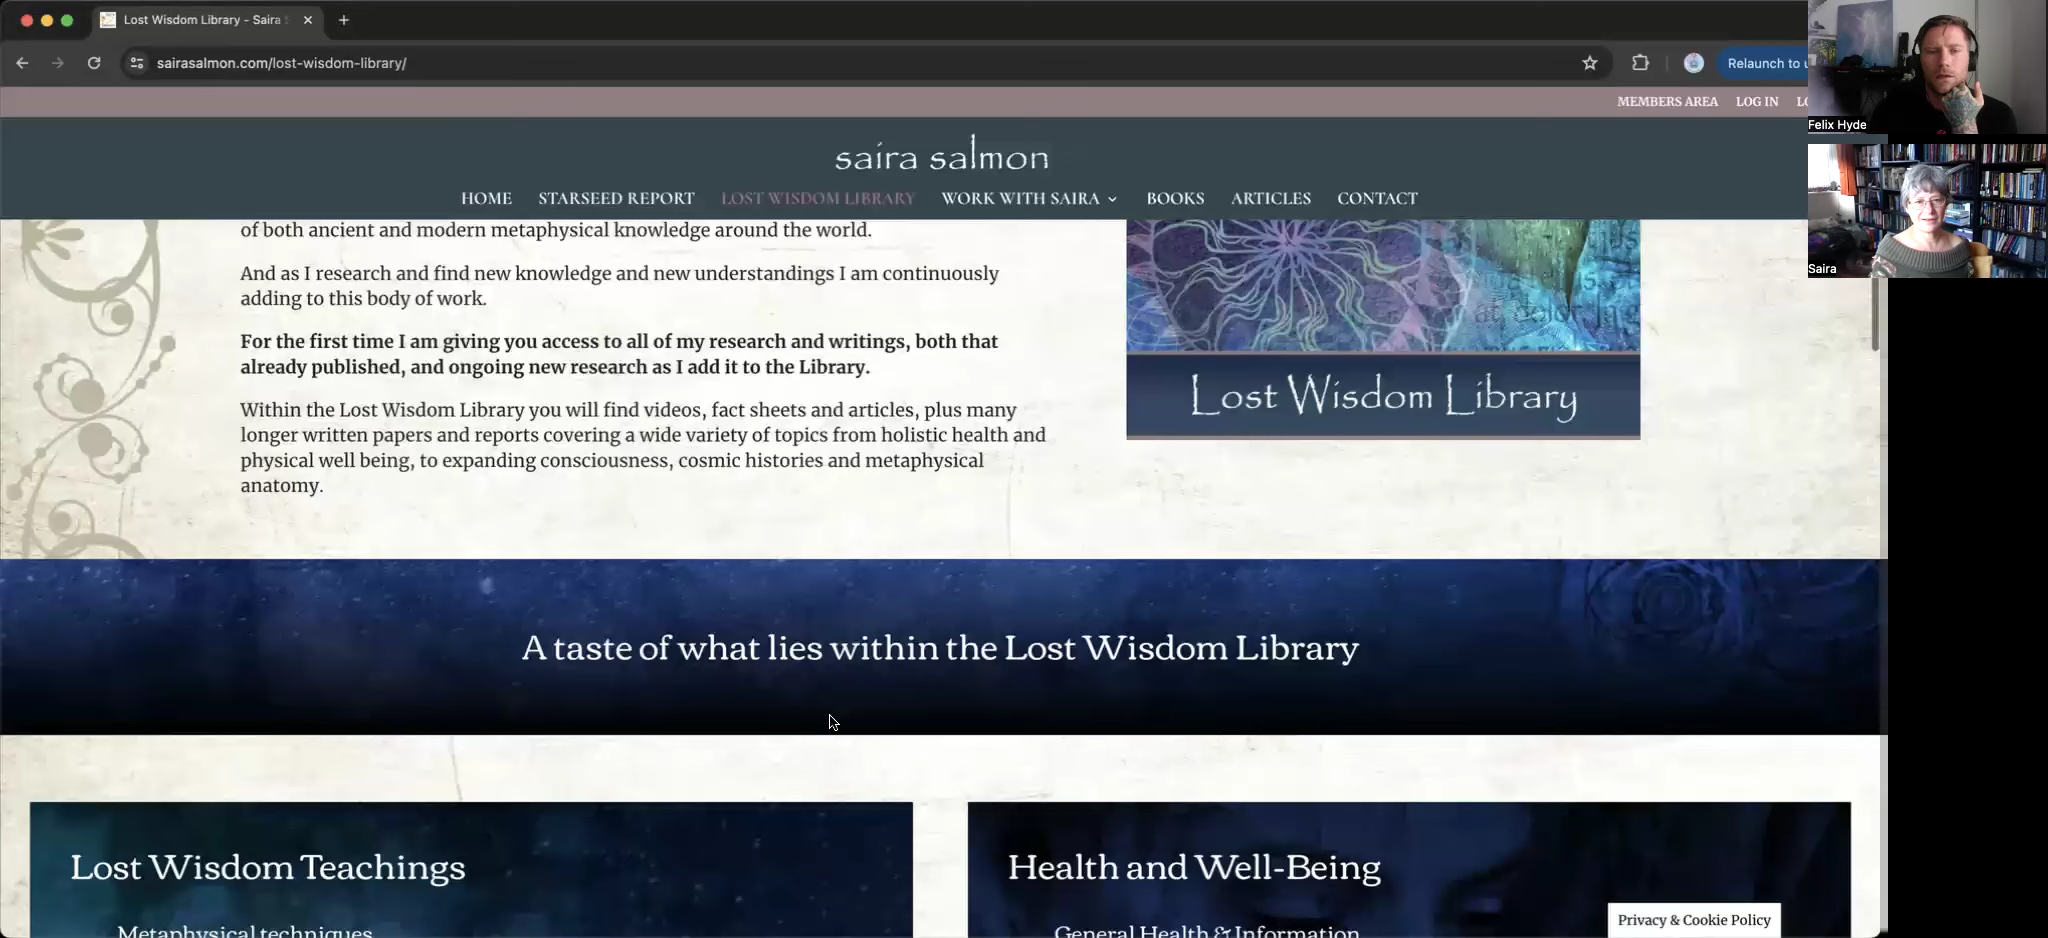 Lost Wisdom Library - Saira
sairasalmon.com/lost-wisdom-library/
Relaunch to
MEMBERS AREA LOG IN
Felix Hyde
saira salmon
HOME STARSEED REPORT LOST WISDOM LIBRARY WORK WITH SAIRA BOOKS ARTICLES CONTACT
Saira
of both ancient and modern metaphysical knowledge around the world.
And as I research and find new knowledge and new understandings I am continuously
adding to this body of work.
For the first time I am giving you access to all of my research and writings, both that
already published, and ongoing new research as I add it to the Library.
Within the Lost Wisdom Library you will find videos, fact sheets and articles, plus many
longer written papers and reports covering a wide variety of topics from holistic health and
physical well being, to expanding consciousness, cosmic histories and metaphysical
anatomy.
Lost Wisdom Library
A taste of what lies within the Lost Wisdom Library
Lost Wisdom Teachings
Metaphysical techniques
Health and Well-Being
General Health & Information
Privacy & Cookie Policy